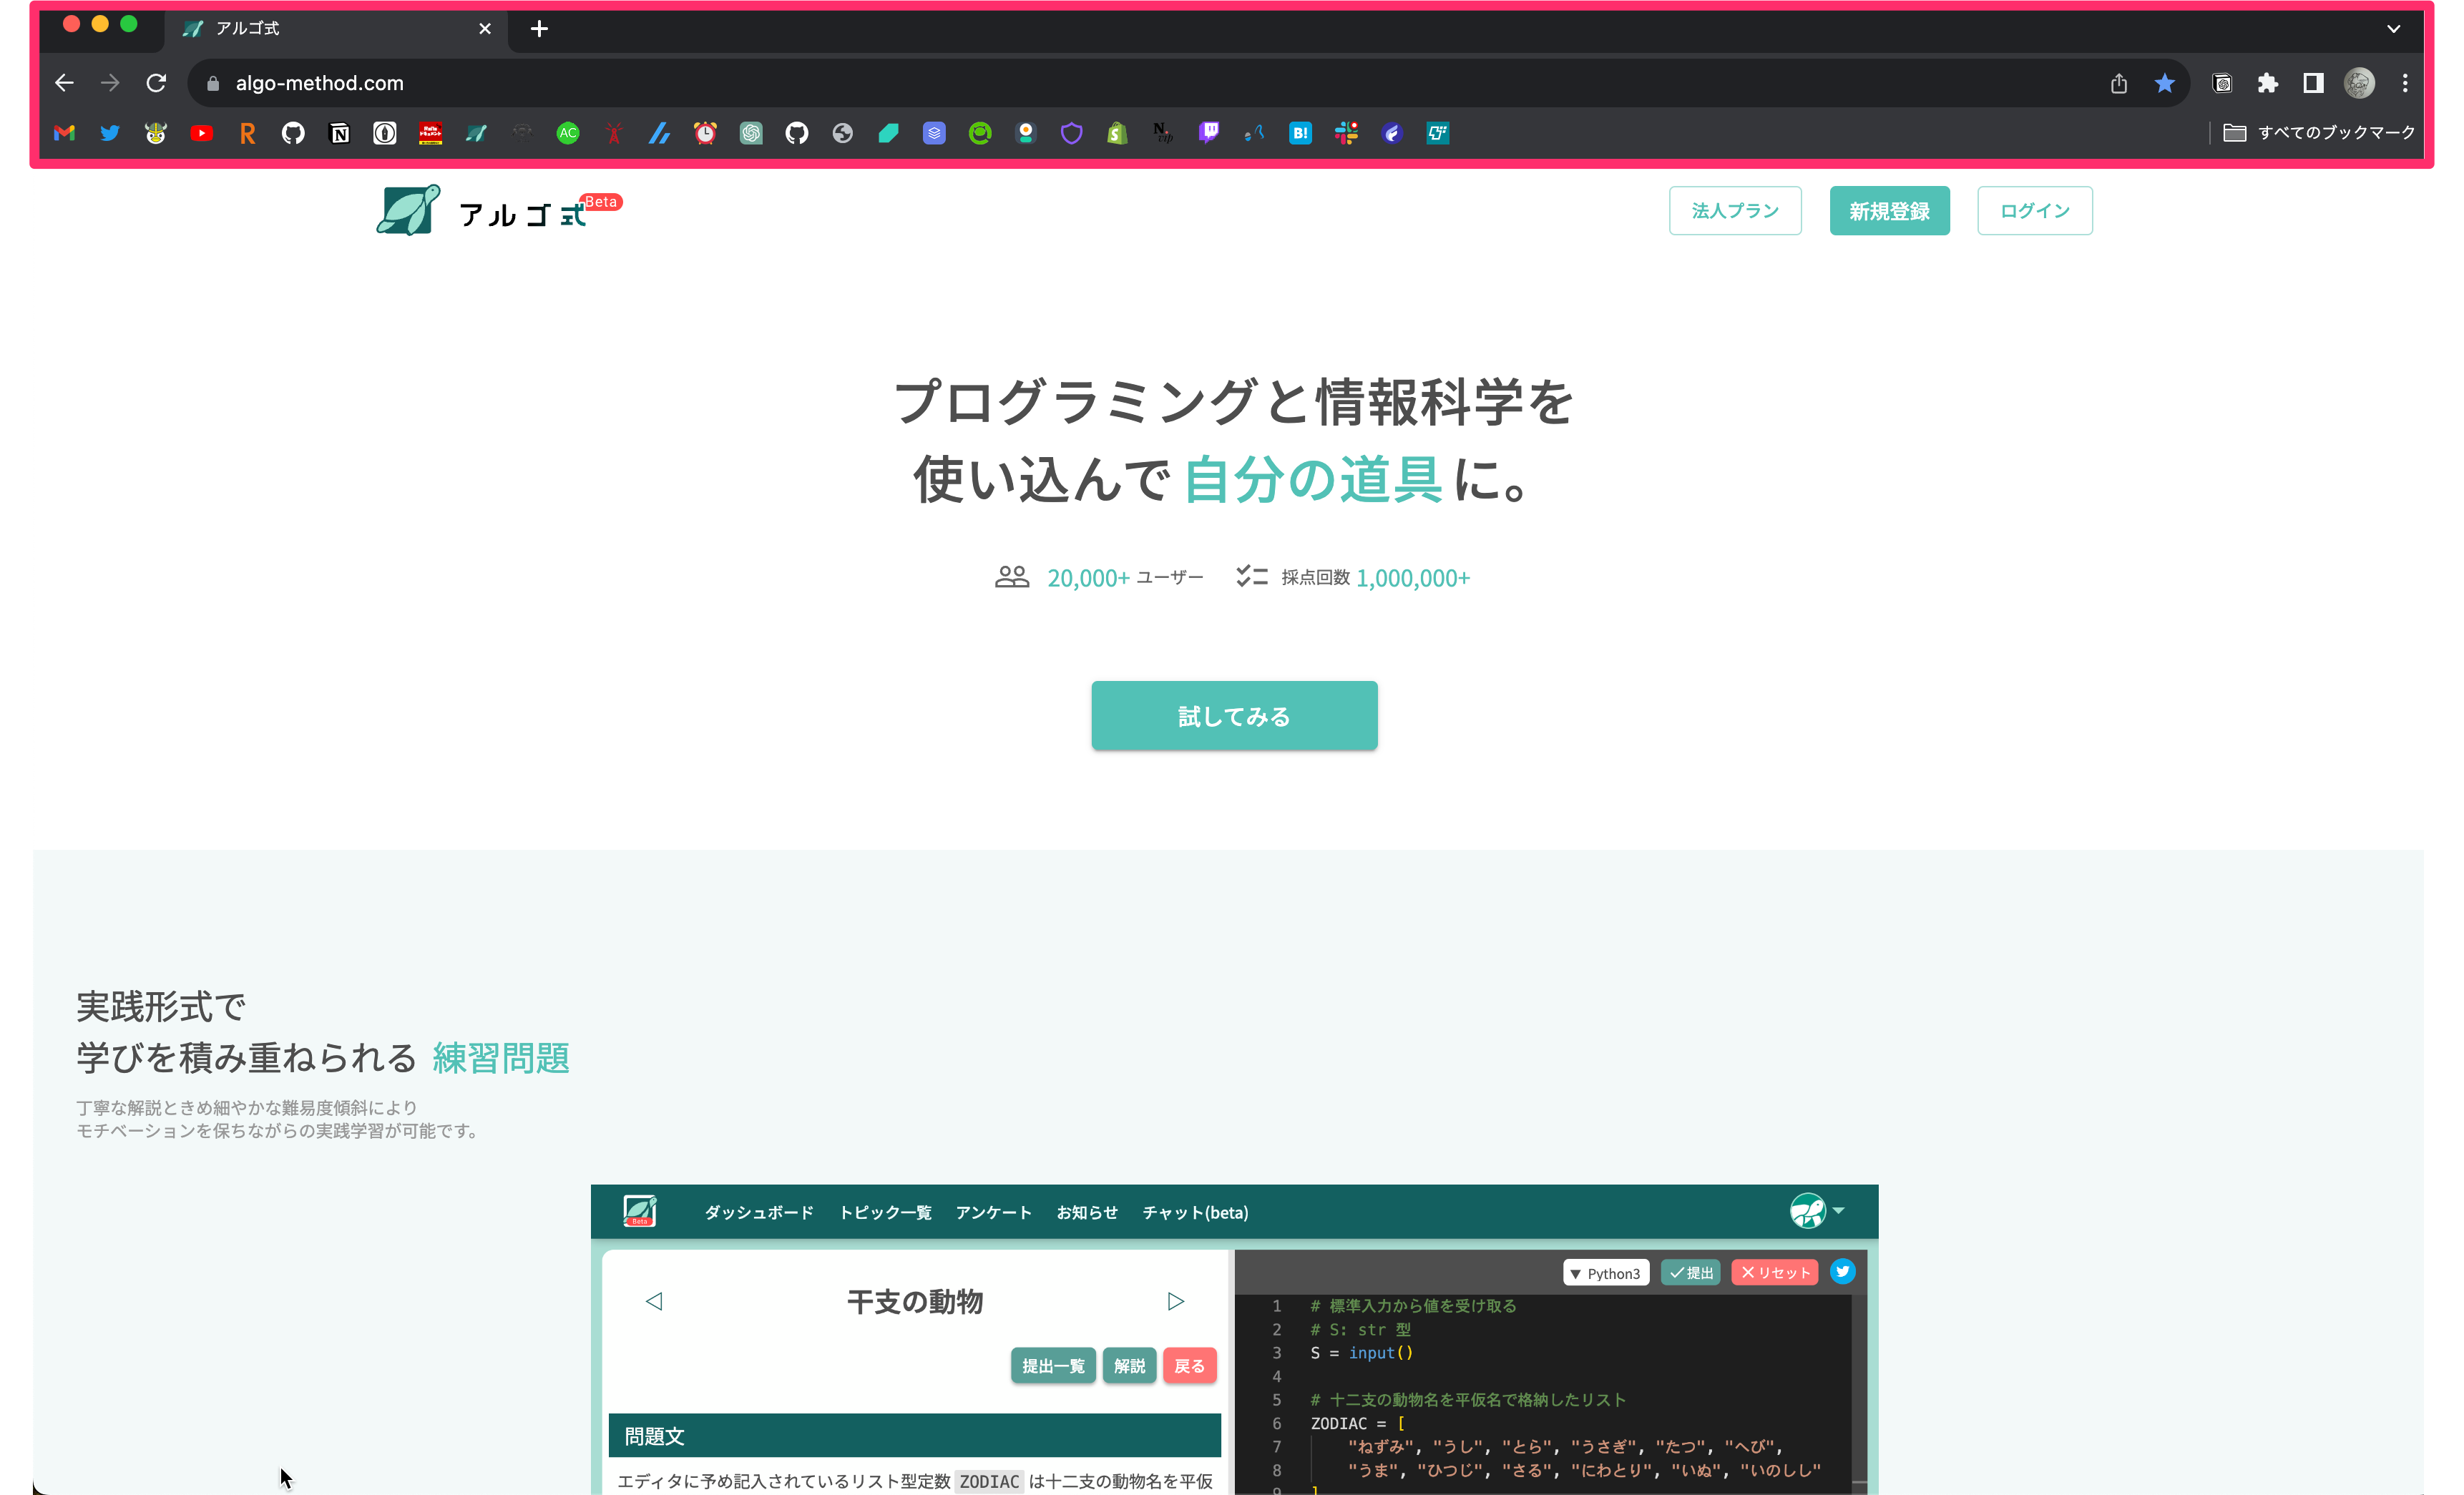 アルゴ式
algo-method.com
すべてのブックマーク
アルゴ式 Beta
法人プラン
新規登録
ログイン
プログラミングと情報科学を
使い込んで自分の道具に。
20,000+ ユーザー 採点回数 1,000,000+
試してみる
実践形式で
学びを積み重ねられる 練習問題
丁寧な解説ときめ細やかな難易度傾斜により
モチベーションを保ちながらの実践学習が可能です。
Beta
ダッシュボード トピック一覧 アンケート お知らせ チャット(beta)
干支の動物
提出一覧 解説 戻る
問題文
エディタに予め記入されているリスト型定数 ZODIAC は十二支の動物名を平仮
▼ Python3 提出 リセット
1 # 標準入力から値を受け取る
2 # S: str 型
3 S = input()
4
5 # 十二支の動物名を平仮名で格納したリスト
6 ZODIAC = [
7 "ねずみ", "うし", "とら", "うさぎ", "たつ", "へび",
8 "うま", "ひつじ", "さる", "にわとり", "いぬ", "いのしし"
9 ]